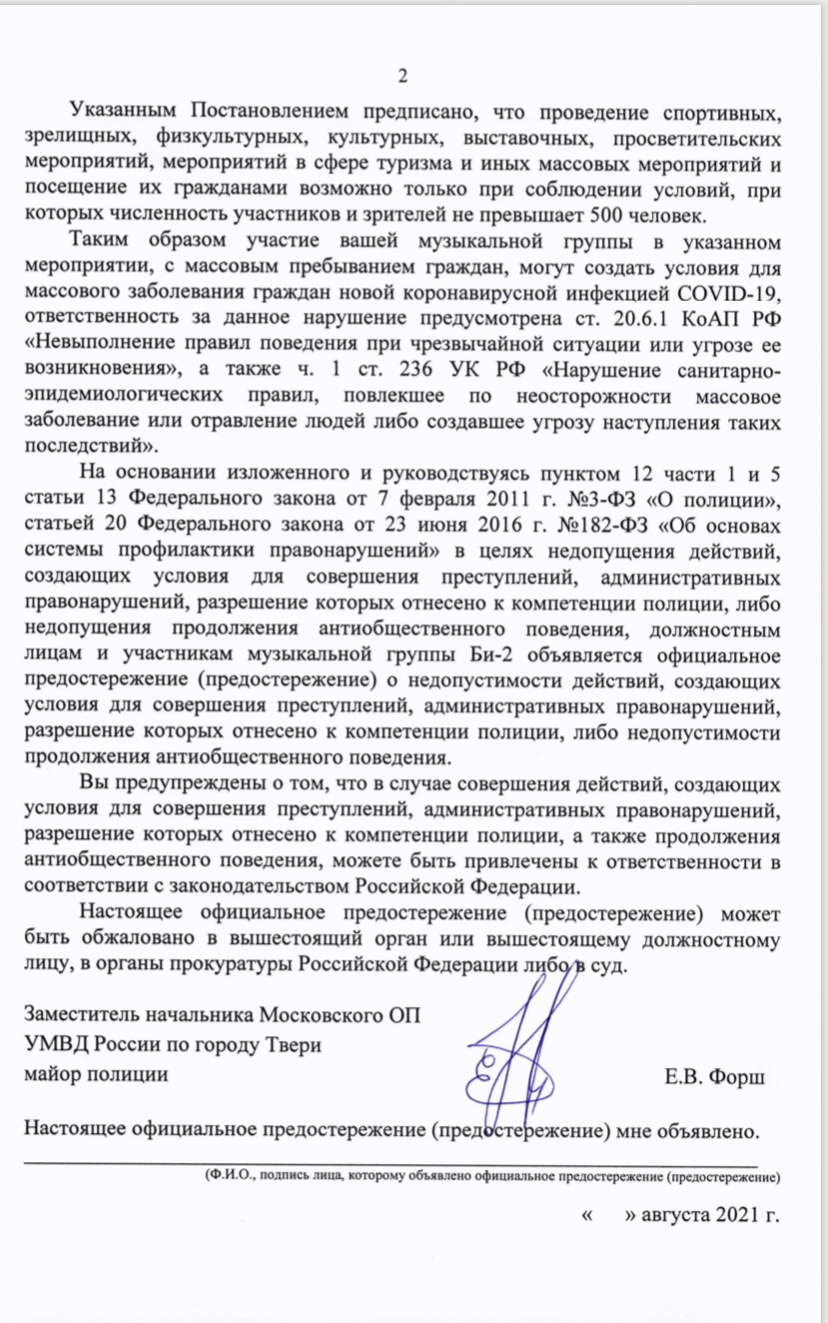 2
Указанным Постановлением предписано, что проведение спортивных,
зрелищных, физкультурных, культурных, выставочных, просветительских
мероприятий, мероприятий в сфере туризма и иных массовых мероприятий и
посещение их гражданами возможно только при соблюдении условий, при
которых численность участников и зрителей не превышает 500 человек.
Таким образом участие вашей музыкальной группы в указанном
мероприятии, с массовым пребыванием граждан, могут создать условия для
массового заболевания граждан новой коронавирусной инфекцией COVID-19,
ответственность за данное нарушение предусмотрена ст. 20.6.1 КоАП РФ
«Невыполнение правил поведения при чрезвычайной ситуации или угрозе ее
возникновения», а также ч. 1 ст. 236 УК РФ «Нарушение санитарно-
эпидемиологических правил, повлекшее по неосторожности массовое
заболевание или отравление людей либо создавшее угрозу наступления таких
последствий».
На основании изложенного и руководствуясь пунктом 12 части 1 и 5
статьи 13 Федерального закона от 7 февраля 2011 г. №3-ФЗ «О полиции»,
статьей 20 Федерального закона от 23 июня 2016 г. №182-ФЗ «Об основах
системы профилактики правонарушений» в целях недопущения действий,
создающих условия для совершения преступлений, административных
правонарушений, разрешение которых отнесено к компетенции полиции, либо
недопущения продолжения антиобщественного поведения, должностным
лицам и участникам музыкальной группы Би-2 объявляется официальное
предостережение (предостережение) о недопустимости действий, создающих
условия для совершения преступлений, административных правонарушений,
разрешение которых отнесено к компетенции полиции, либо недопустимости
продолжения антиобщественного поведения.
Вы предупреждены о том, что в случае совершения действий, создающих
условия для совершения преступлений, административных правонарушений,
разрешение которых отнесено к компетенции полиции, а также продолжения
антиобщественного поведения, можете быть привлечены к ответственности в
соответствии с законодательством Российской Федерации.
Настоящее официальное предостережение (предостережение) может
быть обжаловано в вышестоящий орган или вышестоящему должностному
лицу, в органы прокуратуры Российской Федерации либо в суд.
Заместитель начальника Московского ОП
УМВД России по городу Твери
майор полиции Е.В. Форш
Настоящее официальное предостережение (предостережение) мне объявлено.
(Ф.И.О., подпись лица, которому объявлено официальное предостережение (предостережение)
« » августа 2021 г.